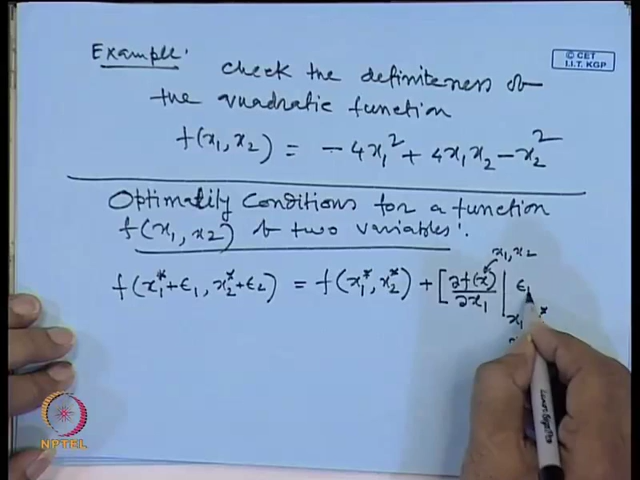 Example:
© CET
I.I.T. KGP
Check the definiteness of
the quadratic function
f(x₁, x₂) = -4x₁² + 4x₁x₂ - x₂²
Optimality Conditions for a function
f(x₁, x₂) of two variables:
x₁, x₂
f(x₁* + ε₁, x₂* + ε₂) = f(x₁*, x₂*) + [ ∂f(x)/∂x₁ | ε₁
NPTEL